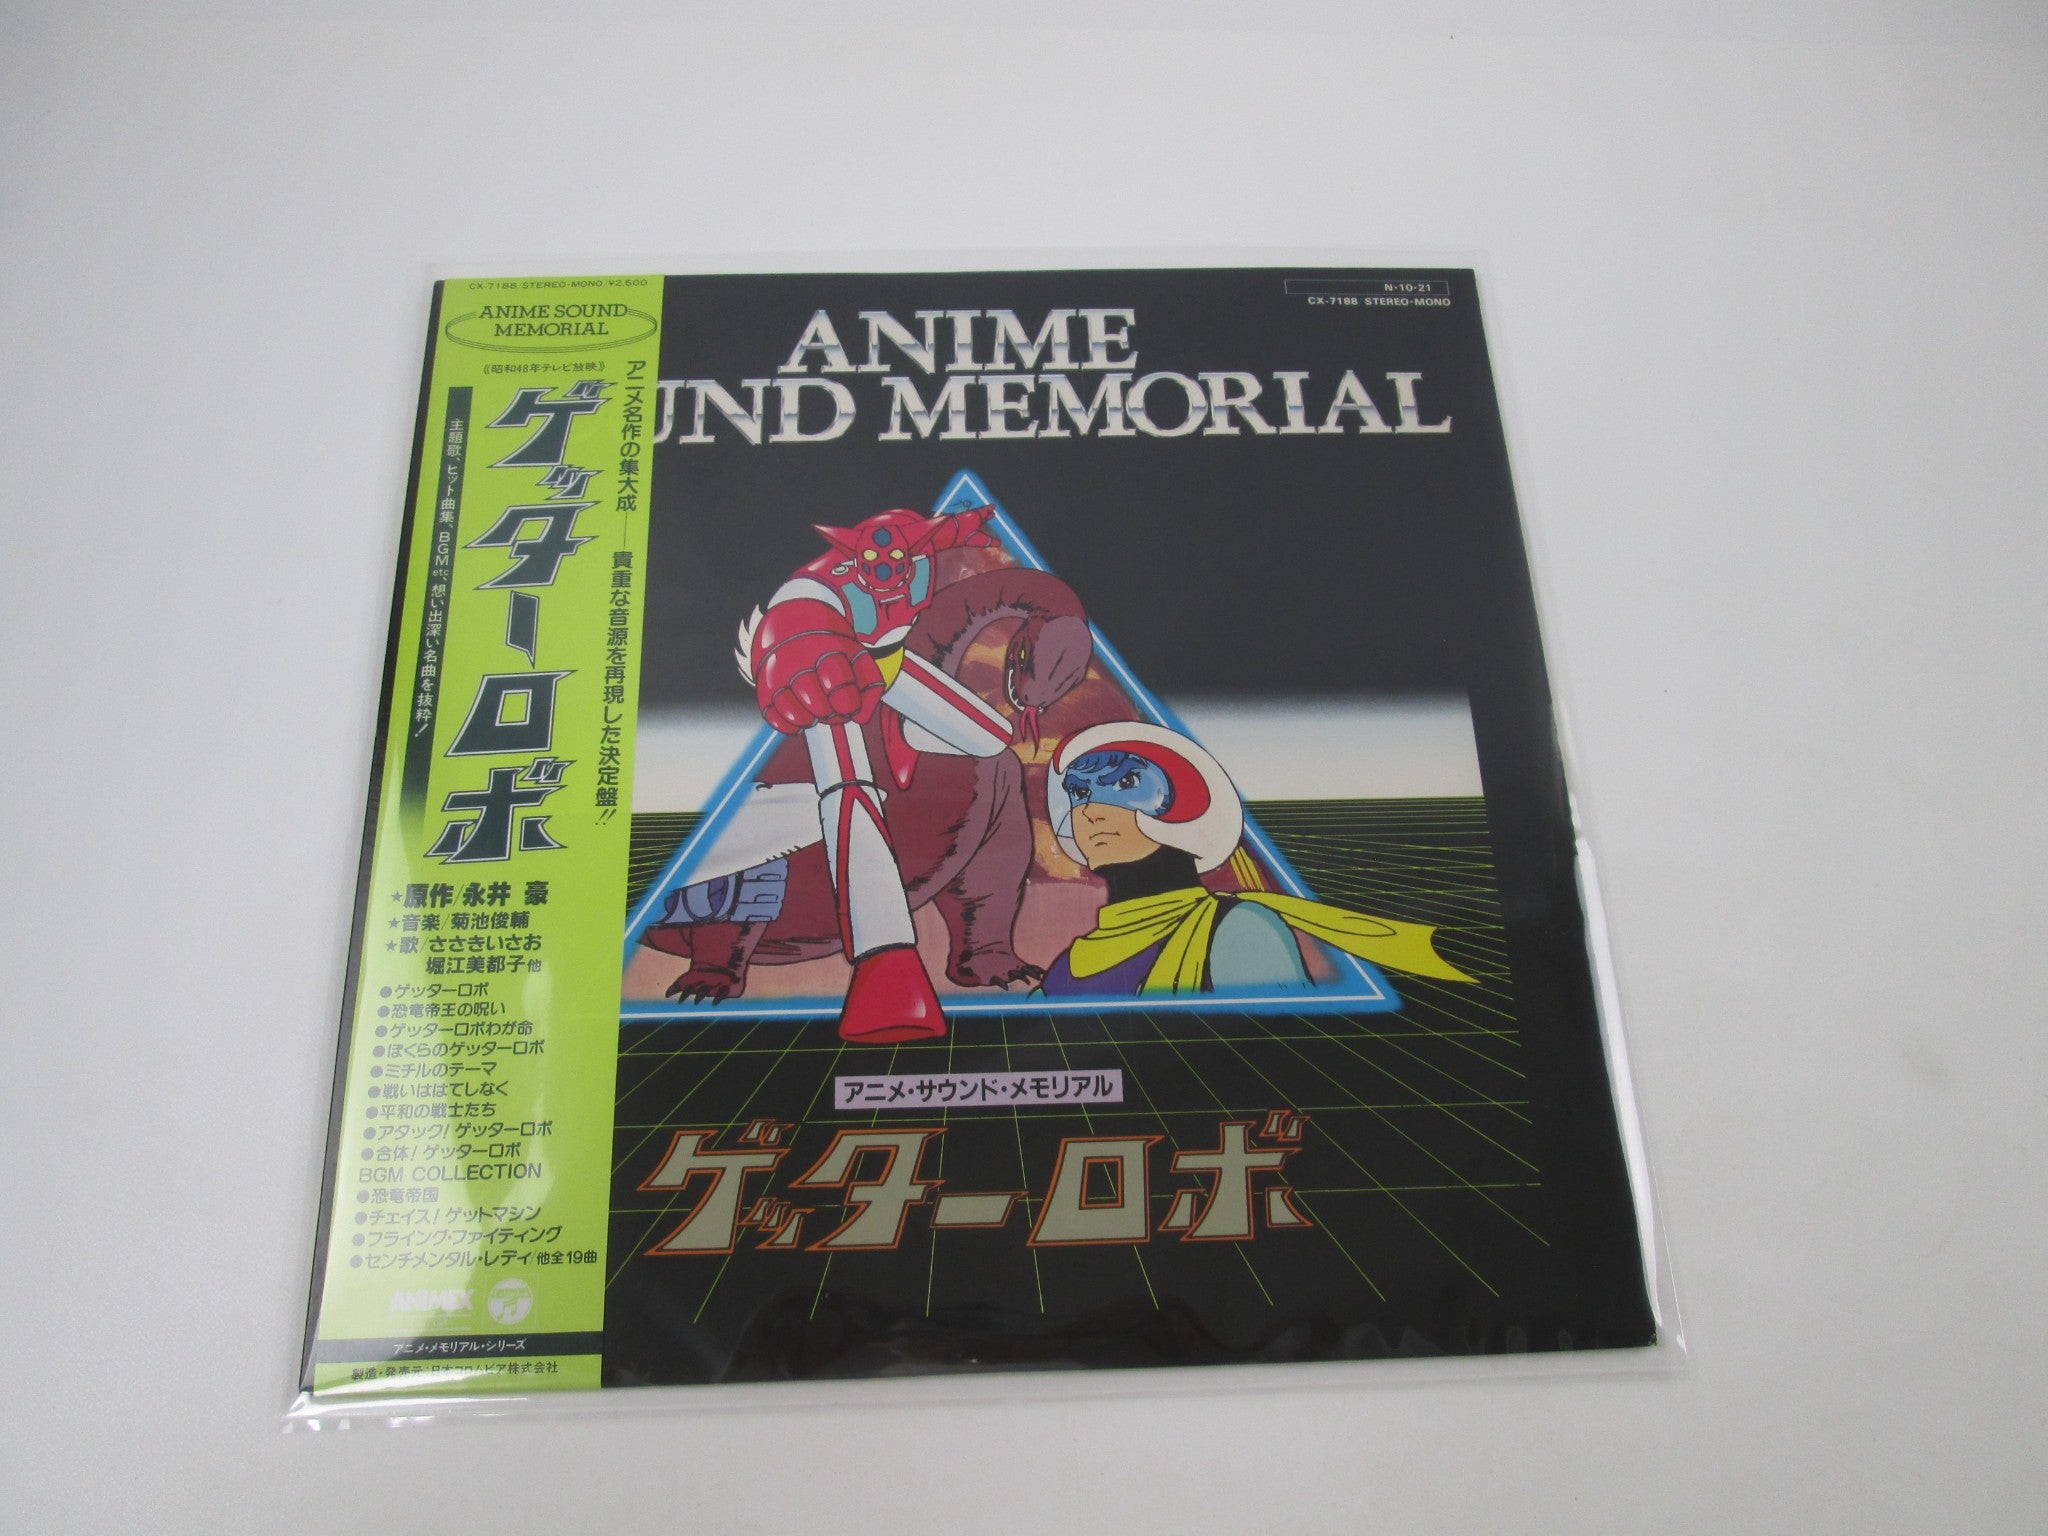 CX-7188/STEREO・MONO/¥2,500
ANIME SOUND
MEMORIAL
《昭和48年テレビ放映》
アニメ名作の集大成──貴重な音源を再現した決定盤!!
ゲッターロボ
主題歌、ヒット曲集、BGM etc、想い出深い名曲を抜粋!
★原作/永井 豪
★音楽/菊池俊輔
★歌/ささきいさお
堀江美都子他
●ゲッターロボ
●恐竜帝王の呪い
●ゲッターロボわが命
●ぼくらのゲッターロボ
●ミチルのテーマ
●戦いははてしなく
●平和の戦士たち
●アタック!ゲッターロボ
●合体!ゲッターロボ
BGM COLLECTION
●恐竜帝国
●チェイス!ゲットマシン
●フライング・ファイティング
●センチメンタル・レディ/他全19曲
ANIMEX
アニメ・メモリアル・シリーズ
製造・発売元:日本コロムビア株式会社
N・10・21
CX-7188/STEREO・MONO
ANIME
UND MEMORIAL
アニメ・サウンド・メモリアル
ゲッターロボ